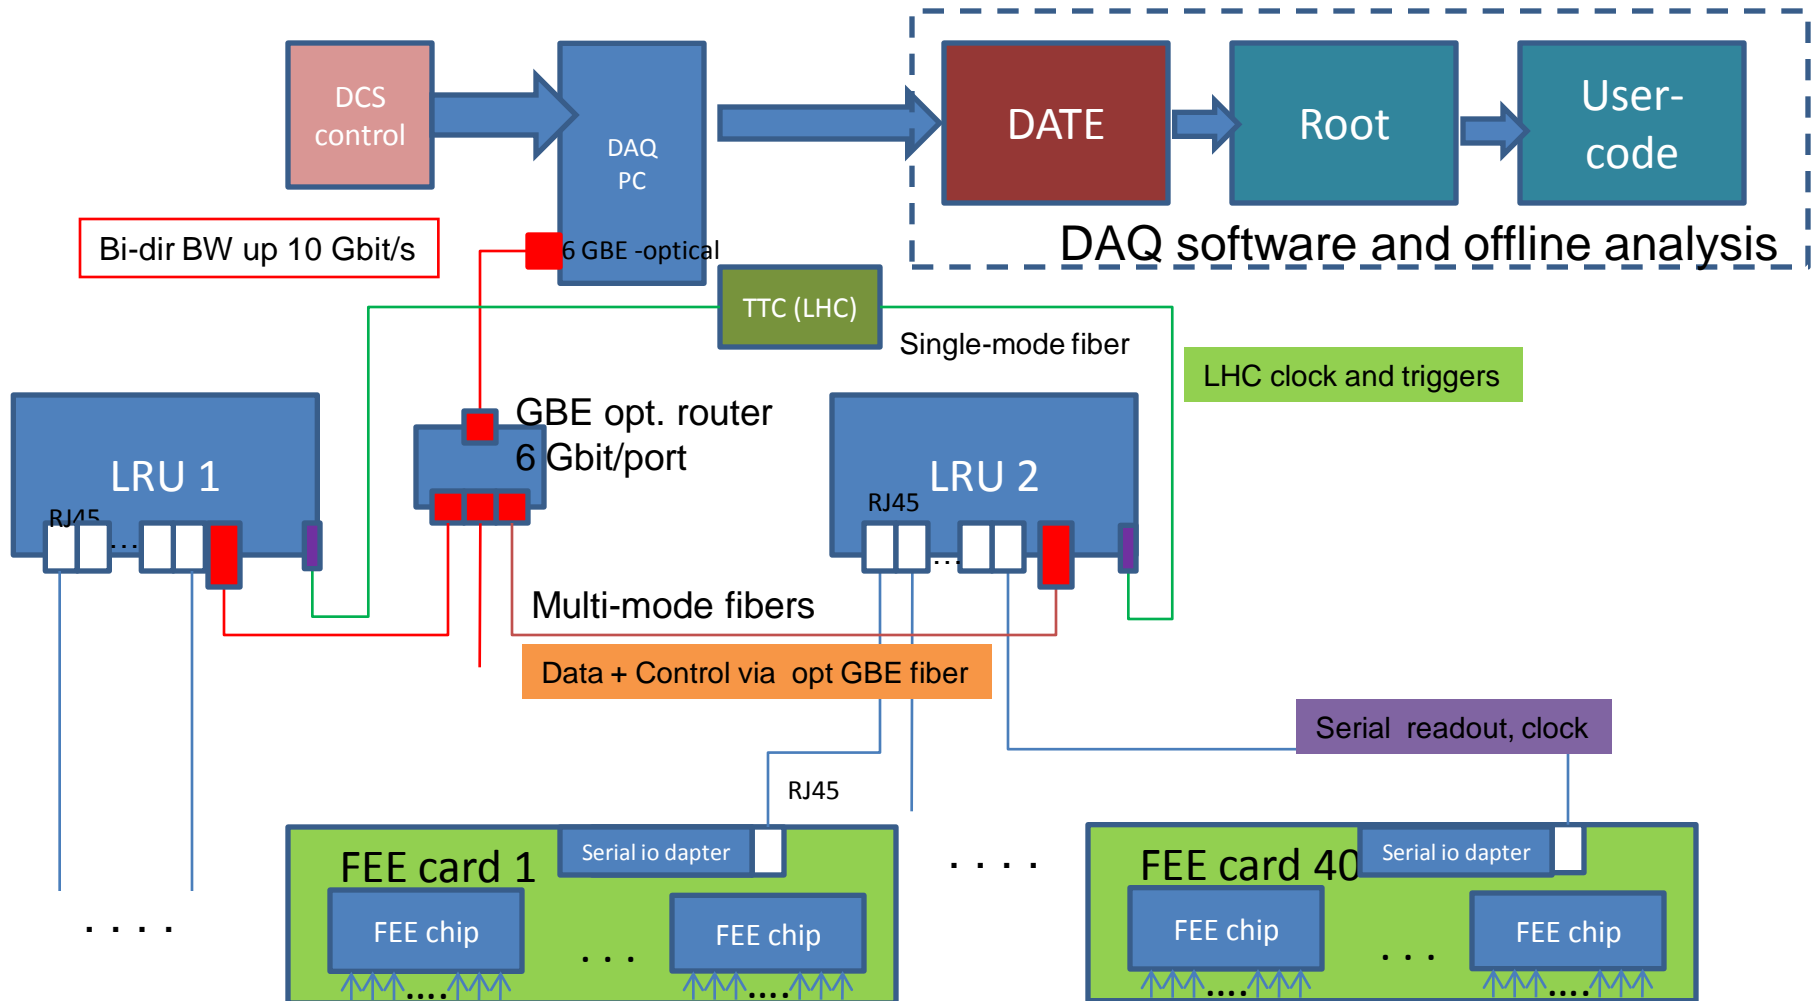 DCS
control
DAQ
PC
DATE
Root
User-
code
DAQ software and offline analysis
Bi-dir BW up 10 Gbit/s
6 GBE -optical
TTC (LHC)
Single-mode fiber
LHC clock and triggers
GBE opt. router
6 Gbit/port
LRU 1
RJ45
...
LRU 2
RJ45
...
Multi-mode fibers
Data + Control via opt GBE fiber
Serial readout, clock
RJ45
FEE card 1
Serial io dapter
FEE chip
. . .
FEE chip
....
....
. . . .
. . . .
FEE card 40
Serial io dapter
FEE chip
. . .
FEE chip
....
....